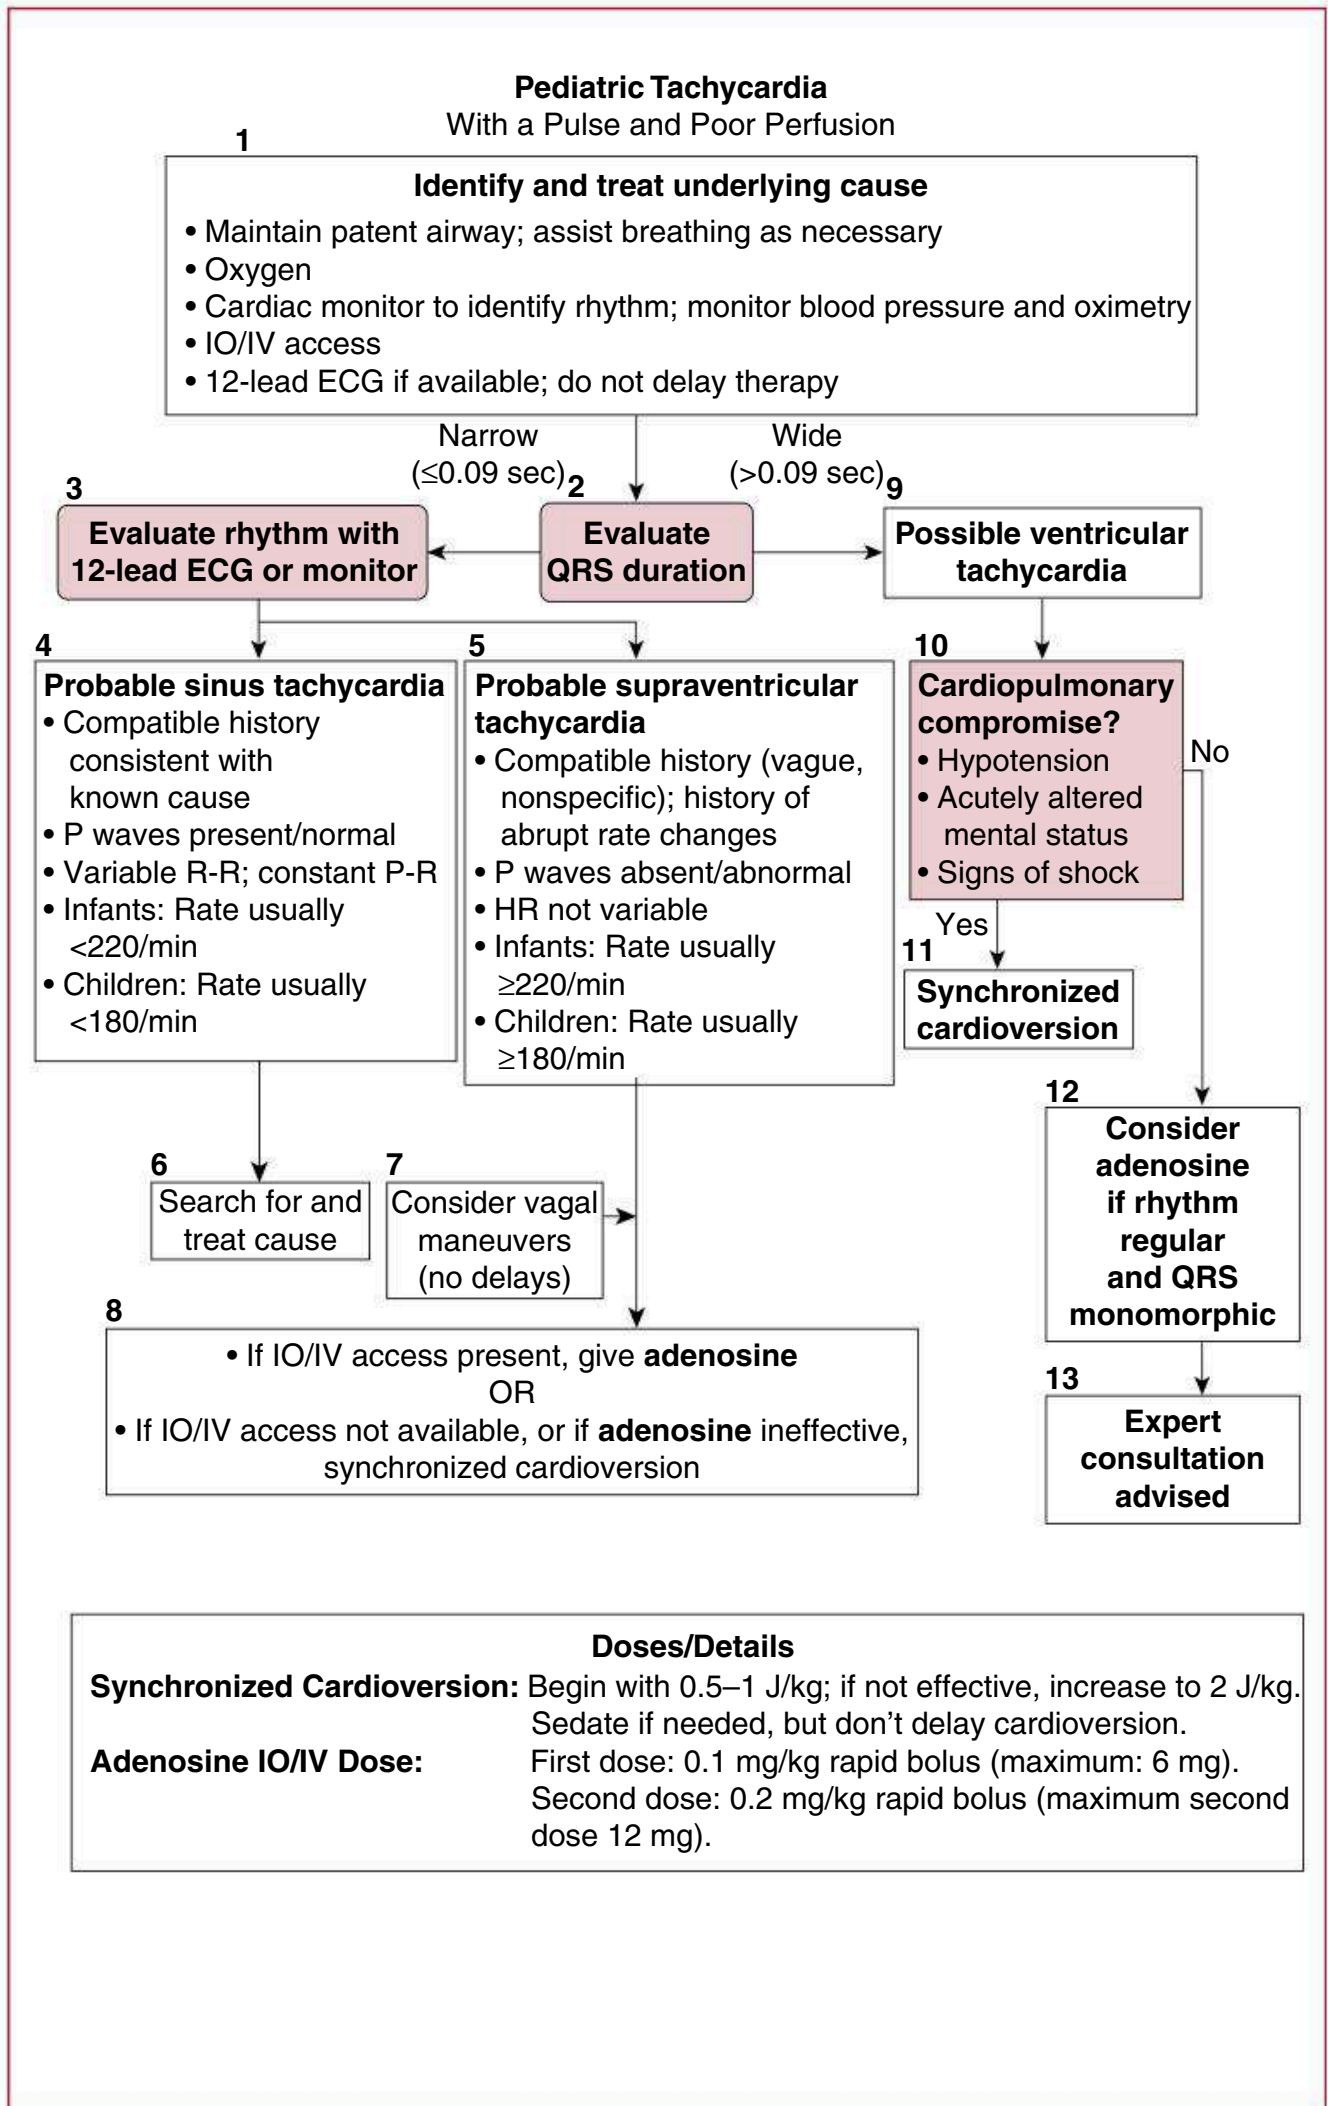 Pediatric Tachycardia
With a Pulse and Poor Perfusion
1
Identify and treat underlying cause
• Maintain patent airway; assist breathing as necessary
• Oxygen
• Cardiac monitor to identify rhythm; monitor blood pressure and oximetry
• IO/IV access
• 12-lead ECG if available; do not delay therapy
Narrow
(≤0.09 sec)
Wide
(>0.09 sec)
2
Evaluate
QRS duration
3
Evaluate rhythm with
12-lead ECG or monitor
9
Possible ventricular
tachycardia
4
Probable sinus tachycardia
• Compatible history
consistent with
known cause
• P waves present/normal
• Variable R-R; constant P-R
• Infants: Rate usually
<220/min
• Children: Rate usually
<180/min
5
Probable supraventricular
tachycardia
• Compatible history (vague,
nonspecific); history of
abrupt rate changes
• P waves absent/abnormal
• HR not variable
• Infants: Rate usually
≥220/min
• Children: Rate usually
≥180/min
10
Cardiopulmonary
compromise?
• Hypotension
• Acutely altered
mental status
• Signs of shock
No
Yes
11
Synchronized
cardioversion
6
Search for and
treat cause
7
Consider vagal
maneuvers
(no delays)
8
• If IO/IV access present, give adenosine
OR
• If IO/IV access not available, or if adenosine ineffective,
synchronized cardioversion
12
Consider
adenosine
if rhythm
regular
and QRS
monomorphic
13
Expert
consultation
advised
Doses/Details
Synchronized Cardioversion: Begin with 0.5–1 J/kg; if not effective, increase to 2 J/kg.
Sedate if needed, but don’t delay cardioversion.
Adenosine IO/IV Dose: First dose: 0.1 mg/kg rapid bolus (maximum: 6 mg).
Second dose: 0.2 mg/kg rapid bolus (maximum second
dose 12 mg).